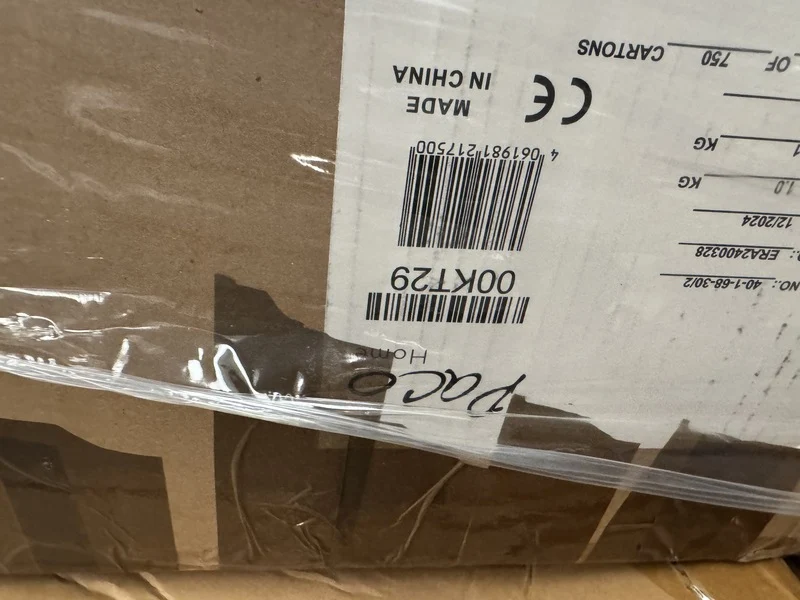 Paco
Home
NO.: 40-1-68-30/2
ERA2400328
12/2024
1.0 KG
KG
OF 750 CARTONS
00KT29
4 061981 217500
CE
MADE
IN CHINA